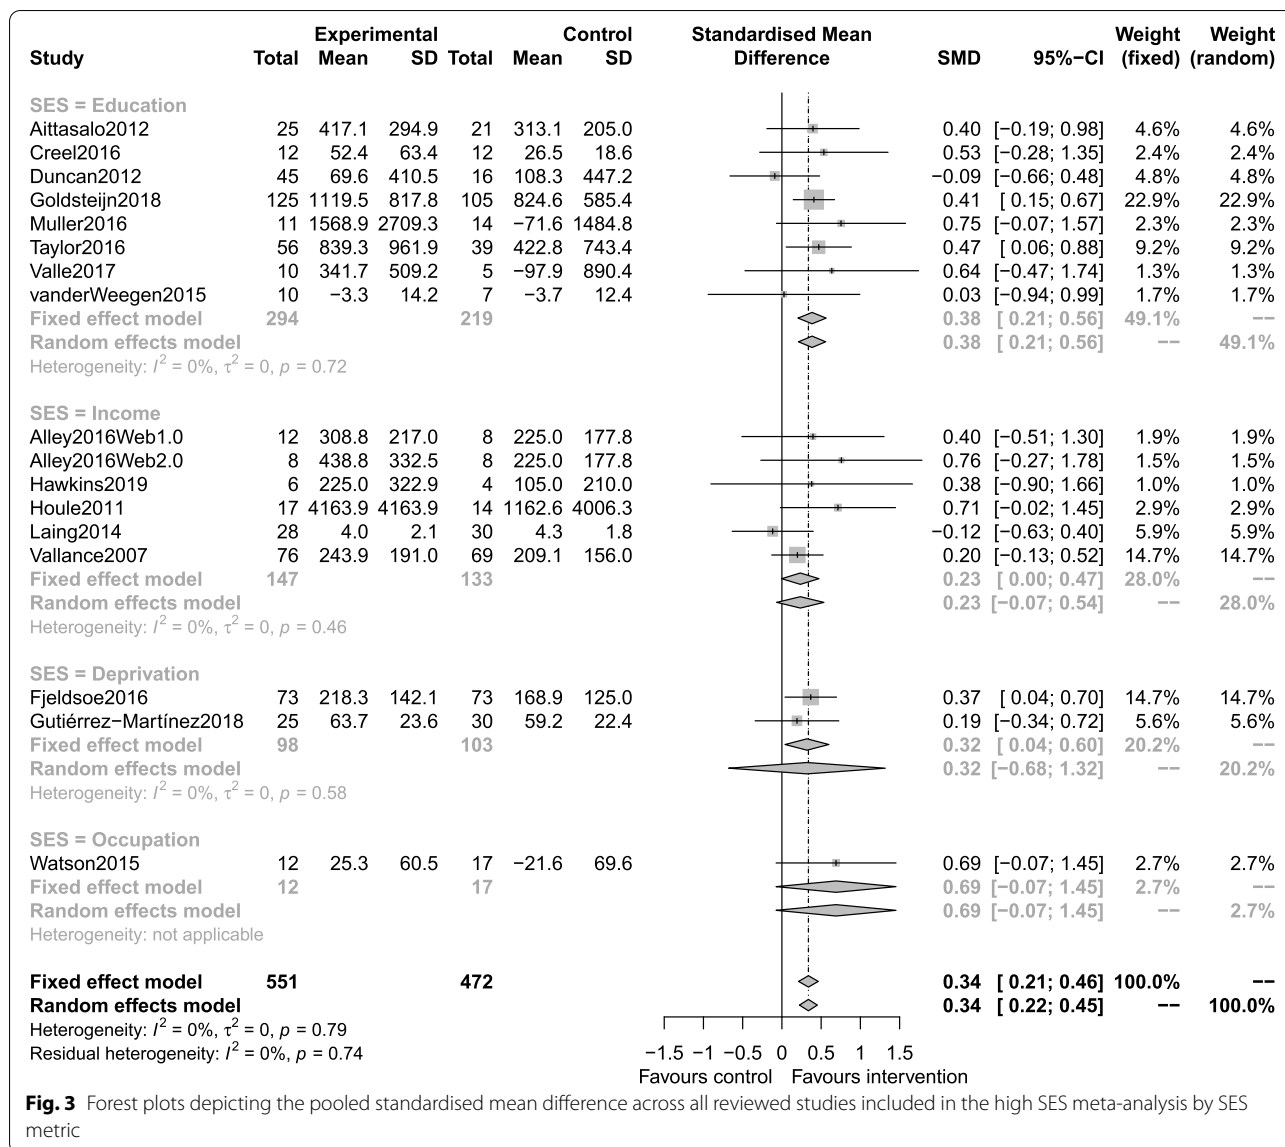 Experimental Control Standardised Mean Weight Weight
Study Total Mean SD Total Mean SD Difference SMD 95%−CI (fixed) (random)
SES = Education
Aittasalo2012 25 417.1 294.9 21 313.1 205.0 0.40 [−0.19; 0.98] 4.6% 4.6%
Creel2016 12 52.4 63.4 12 26.5 18.6 0.53 [−0.28; 1.35] 2.4% 2.4%
Duncan2012 45 69.6 410.5 16 108.3 447.2 −0.09 [−0.66; 0.48] 4.8% 4.8%
Goldsteijn2018 125 1119.5 817.8 105 824.6 585.4 0.41 [ 0.15; 0.67] 22.9% 22.9%
Muller2016 11 1568.9 2709.3 14 −71.6 1484.8 0.75 [−0.07; 1.57] 2.3% 2.3%
Taylor2016 56 839.3 961.9 39 422.8 743.4 0.47 [ 0.06; 0.88] 9.2% 9.2%
Valle2017 10 341.7 509.2 5 −97.9 890.4 0.64 [−0.47; 1.74] 1.3% 1.3%
vanderWeegen2015 10 −3.3 14.2 7 −3.7 12.4 0.03 [−0.94; 0.99] 1.7% 1.7%
Fixed effect model 294 219 0.38 [ 0.21; 0.56] 49.1% −−
Random effects model 0.38 [ 0.21; 0.56] −− 49.1%
Heterogeneity: I² = 0%, τ² = 0, p = 0.72
SES = Income
Alley2016Web1.0 12 308.8 217.0 8 225.0 177.8 0.40 [−0.51; 1.30] 1.9% 1.9%
Alley2016Web2.0 8 438.8 332.5 8 225.0 177.8 0.76 [−0.27; 1.78] 1.5% 1.5%
Hawkins2019 6 225.0 322.9 4 105.0 210.0 0.38 [−0.90; 1.66] 1.0% 1.0%
Houle2011 17 4163.9 4163.9 14 1162.6 4006.3 0.71 [−0.02; 1.45] 2.9% 2.9%
Laing2014 28 4.0 2.1 30 4.3 1.8 −0.12 [−0.63; 0.40] 5.9% 5.9%
Vallance2007 76 243.9 191.0 69 209.1 156.0 0.20 [−0.13; 0.52] 14.7% 14.7%
Fixed effect model 147 133 0.23 [ 0.00; 0.47] 28.0% −−
Random effects model 0.23 [−0.07; 0.54] −− 28.0%
Heterogeneity: I² = 0%, τ² = 0, p = 0.46
SES = Deprivation
Fjeldsoe2016 73 218.3 142.1 73 168.9 125.0 0.37 [ 0.04; 0.70] 14.7% 14.7%
Gutiérrez−Martínez2018 25 63.7 23.6 30 59.2 22.4 0.19 [−0.34; 0.72] 5.6% 5.6%
Fixed effect model 98 103 0.32 [ 0.04; 0.60] 20.2% −−
Random effects model 0.32 [−0.68; 1.32] −− 20.2%
Heterogeneity: I² = 0%, τ² = 0, p = 0.58
SES = Occupation
Watson2015 12 25.3 60.5 17 −21.6 69.6 0.69 [−0.07; 1.45] 2.7% 2.7%
Fixed effect model 12 17 0.69 [−0.07; 1.45] 2.7% −−
Random effects model 0.69 [−0.07; 1.45] −− 2.7%
Heterogeneity: not applicable
Fixed effect model 551 472 0.34 [ 0.21; 0.46] 100.0% −−
Random effects model 0.34 [ 0.22; 0.45] −− 100.0%
Heterogeneity: I² = 0%, τ² = 0, p = 0.79
Residual heterogeneity: I² = 0%, p = 0.74
−1.5 −1 −0.5 0 0.5 1 1.5
Favours control Favours intervention
Fig. 3 Forest plots depicting the pooled standardised mean difference across all reviewed studies included in the high SES meta-analysis by SES
metric